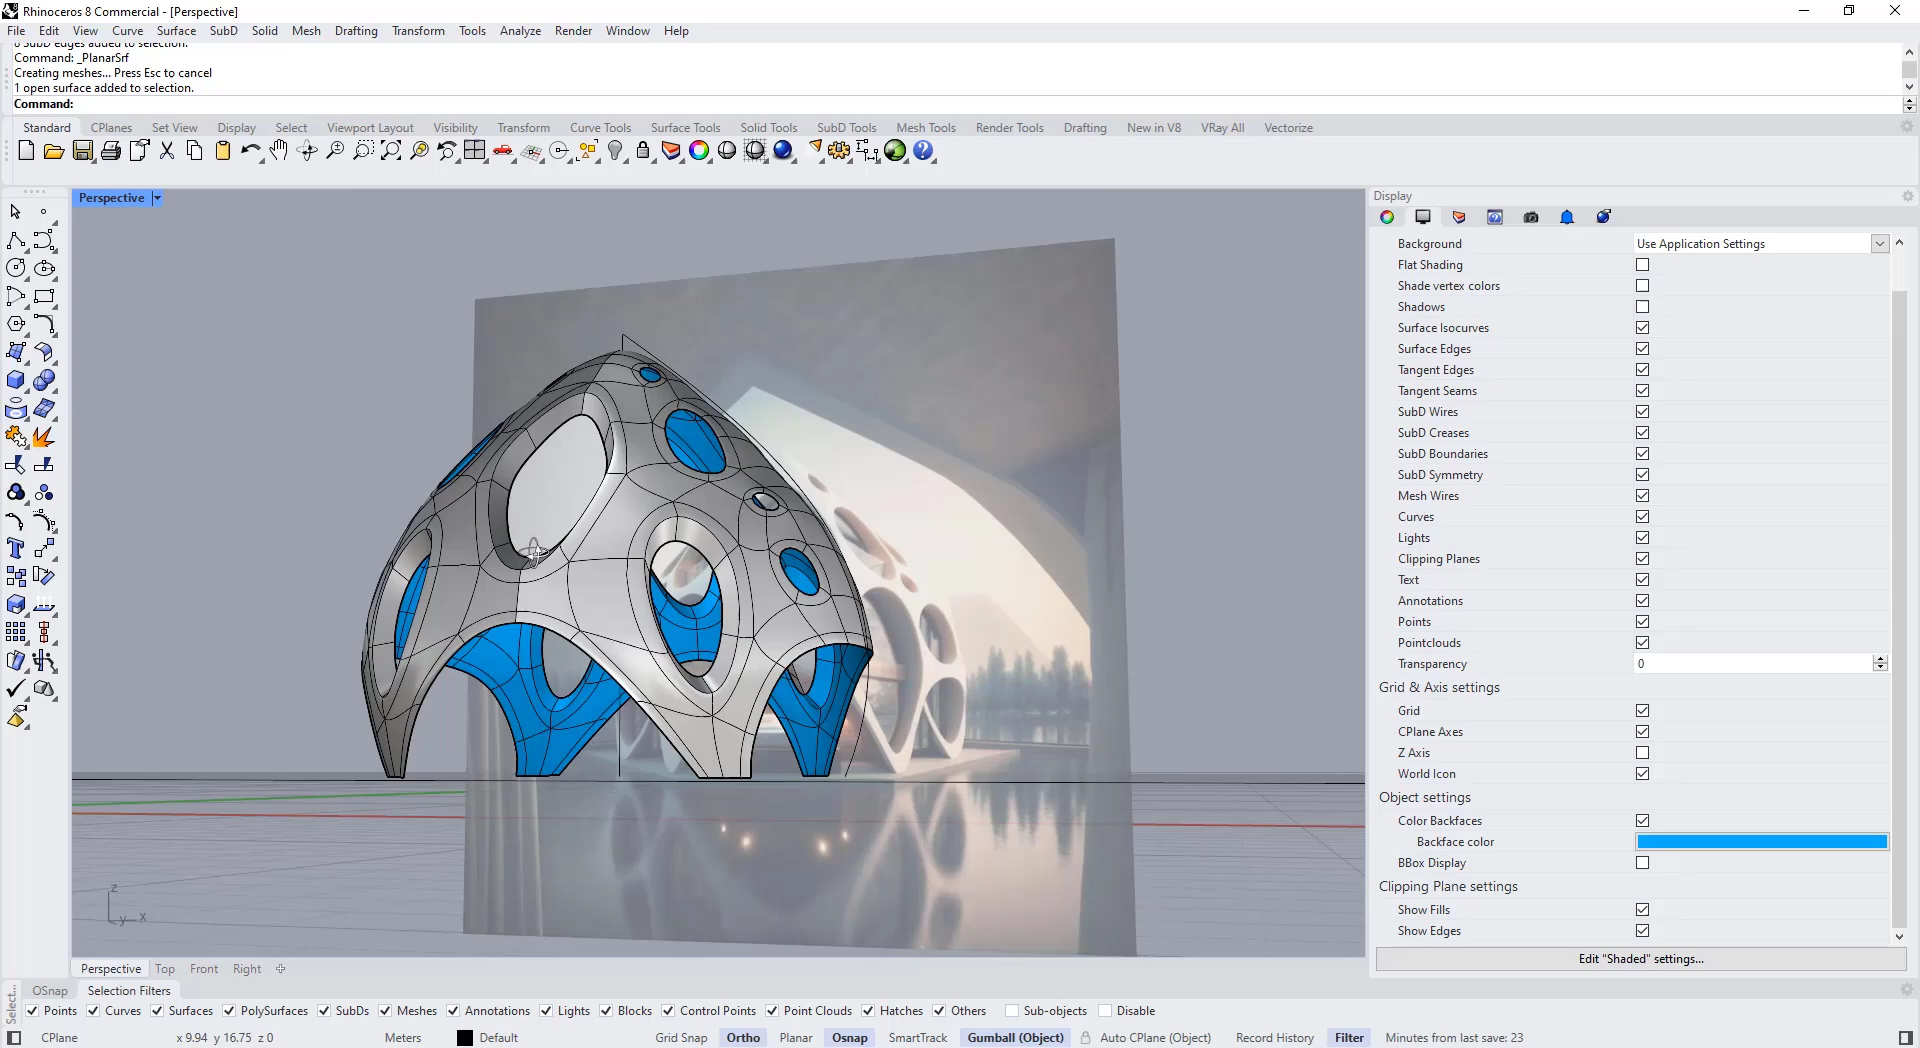 Rhinoceros 8 Commercial - [Perspective]
File Edit View Curve Surface SubD Solid Mesh Drafting Transform Tools Analyze Render Window Help
8 SubD edges added to selection.
Command: _PlanarSrf
Creating meshes... Press Esc to cancel
1 open surface added to selection.
Command:
Standard CPlanes Set View Display Select Viewport Layout Visibility Transform Curve Tools Surface Tools Solid Tools SubD Tools Mesh Tools Render Tools Drafting New in V8 VRay All Vectorize
Perspective
Display
Background Use Application Settings
Flat Shading
Shade vertex colors
Shadows
Surface Isocurves
Surface Edges
Tangent Edges
Tangent Seams
SubD Wires
SubD Creases
SubD Boundaries
SubD Symmetry
Mesh Wires
Curves
Lights
Clipping Planes
Text
Annotations
Points
Pointclouds
Transparency 0
Grid & Axis settings
Grid
CPlane Axes
Z Axis
World Icon
Object settings
Color Backfaces
Backface color
BBox Display
Clipping Plane settings
Show Fills
Show Edges
Edit "Shaded" settings...
z
y x
Perspective Top Front Right
OSnap Selection Filters
Select...
Points Curves Surfaces PolySurfaces SubDs Meshes Annotations Lights Blocks Control Points Point Clouds Hatches Others Sub-objects Disable
CPlane x 9.94 y 16.75 z 0 Meters Default Grid Snap Ortho Planar Osnap SmartTrack Gumball (Object) Auto CPlane (Object) Record History Filter Minutes from last save: 23